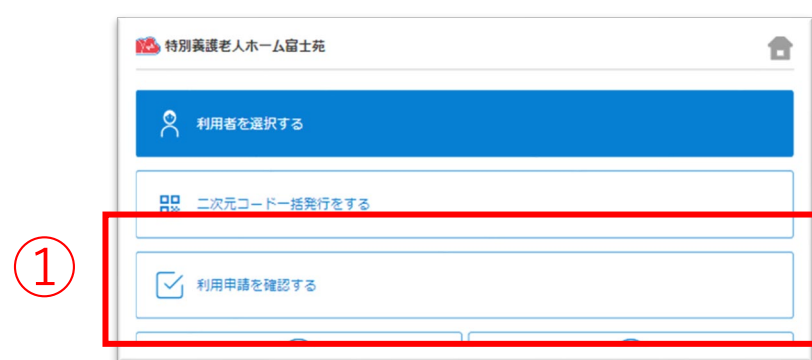 特別養護老人ホーム富士苑
利用者を選択する
二次元コード一括発行をする
①
利用申請を確認する